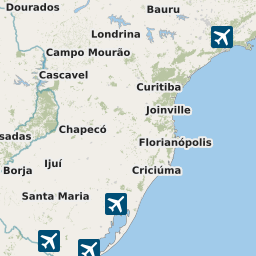 Dourados
Bauru
Londrina
Campo Mourão
Cascavel
Curitiba
Joinville
sadas
Chapecó
Florianópolis
Ijuí
Borja
Criciúma
Santa Maria